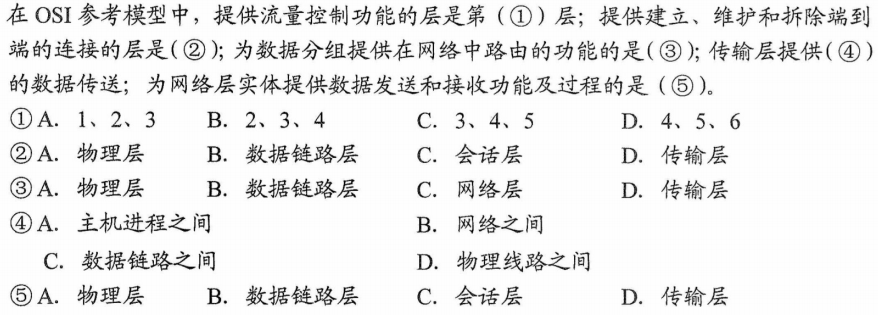 在 OSI 参考模型中，提供流量控制功能的层是第（①）层；提供建立、维护和拆除端到
端的连接的层是(②)；为数据分组提供在网络中路由的功能的是(③)；传输层提供(④)
的数据传送；为网络层实体提供数据发送和接收功能及过程的是（⑤）。
①A. 1、2、3 B. 2、3、4 C. 3、4、5 D. 4、5、6
②A. 物理层 B. 数据链路层 C. 会话层 D. 传输层
③A. 物理层 B. 数据链路层 C. 网络层 D. 传输层
④A. 主机进程之间 B. 网络之间
C. 数据链路之间 D. 物理线路之间
⑤A. 物理层 B. 数据链路层 C. 会话层 D. 传输层